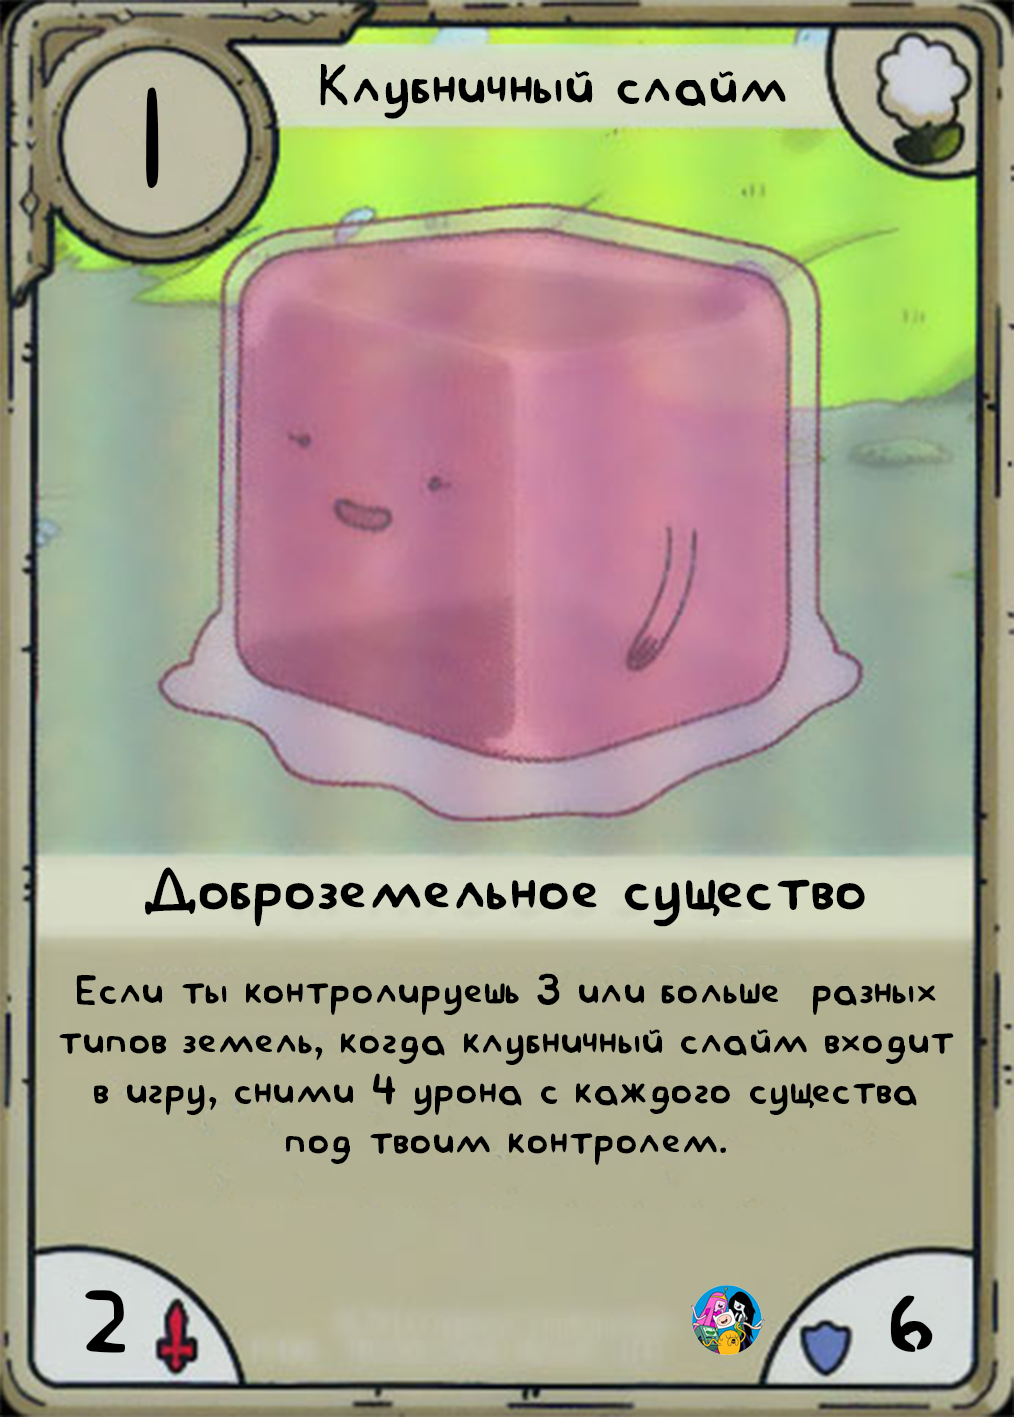 1
Клубничный слайм
Доброземельное существо
Если ты контролируешь 3 или больше разных
типов земель, когда клубничный слайм входит
в игру, сними 4 урона с каждого существа
под твоим контролем.
2
6